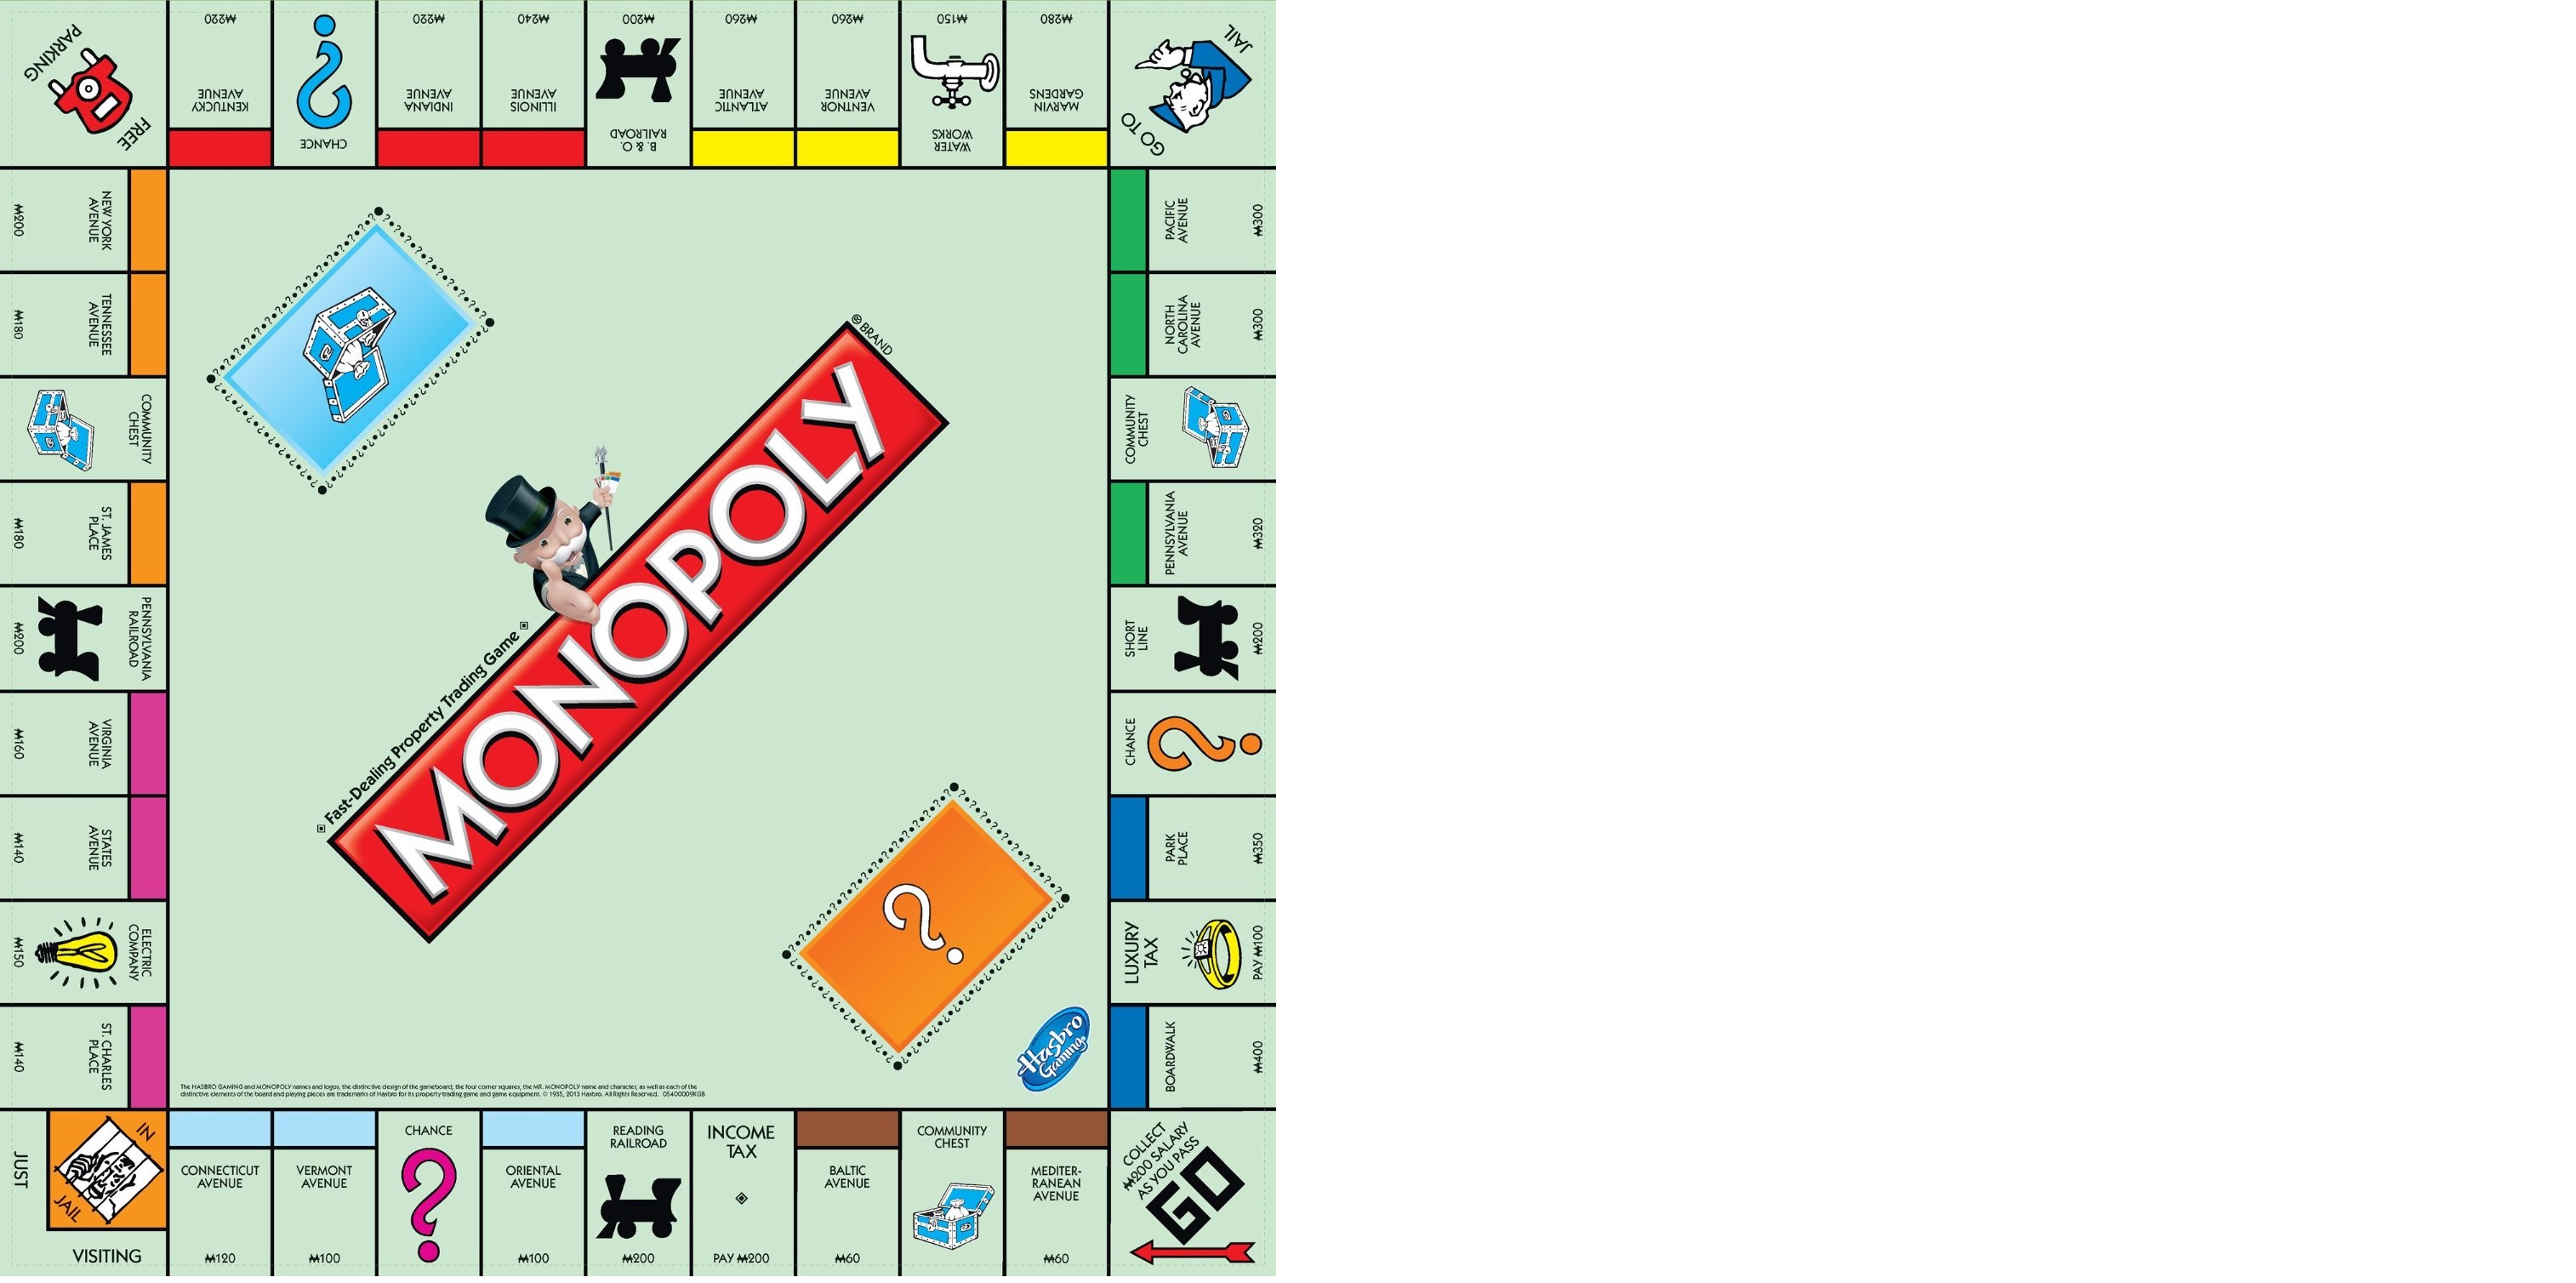 ₩220
KENTUCKY
AVENUE
CHANCE
₩220
INDIANA
AVENUE
₩240
ILLINOIS
AVENUE
₩200
B. & O.
RAILROAD
₩260
ATLANTIC
AVENUE
₩260
VENTNOR
AVENUE
₩150
WATER
WORKS
₩280
MARVIN
GARDENS
GO TO
JAIL
FREE
PARKING
NEW YORK
AVENUE
₩200
TENNESSEE
AVENUE
₩180
COMMUNITY
CHEST
ST. JAMES
PLACE
₩180
PENNSYLVANIA
RAILROAD
₩200
VIRGINIA
AVENUE
₩160
STATES
AVENUE
₩140
ELECTRIC
COMPANY
₩150
ST. CHARLES
PLACE
₩140
® BRAND
MONOPOLY
Fast-Dealing Property Trading Game
?
Hasbro
Gaming
The HASBRO GAMING and MONOPOLY names and logos, the distinctive design of the gameboard, the four corner squares, the MR. MONOPOLY name and character, as well as each of the
distinctive elements of the board and playing pieces are trademarks of Hasbro for its property trading game and game equipment. © 1935, 2013 Hasbro. All Rights Reserved. 05400009KGB
PACIFIC
AVENUE
₩300
NORTH
CAROLINA
AVENUE
₩300
COMMUNITY
CHEST
PENNSYLVANIA
AVENUE
₩320
SHORT
LINE
₩200
CHANCE
PARK
PLACE
₩350
LUXURY
TAX
PAY ₩100
BOARDWALK
₩400
IN
JAIL
JUST
VISITING
CONNECTICUT
AVENUE
₩120
VERMONT
AVENUE
₩100
CHANCE
?
ORIENTAL
AVENUE
₩100
READING
RAILROAD
₩200
INCOME
TAX
PAY ₩200
BALTIC
AVENUE
₩60
COMMUNITY
CHEST
MEDITER-
RANEAN
AVENUE
₩60
COLLECT
₩200 SALARY
AS YOU PASS
GO